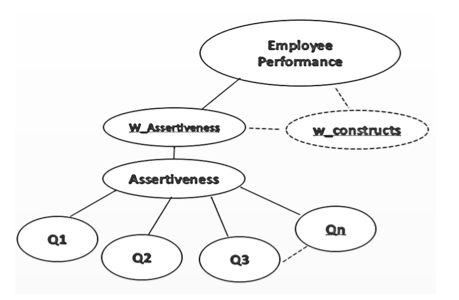 Employee
Performance
W_Assertiveness
w_constructs
Assertiveness
Q1
Q2
Q3
Qn